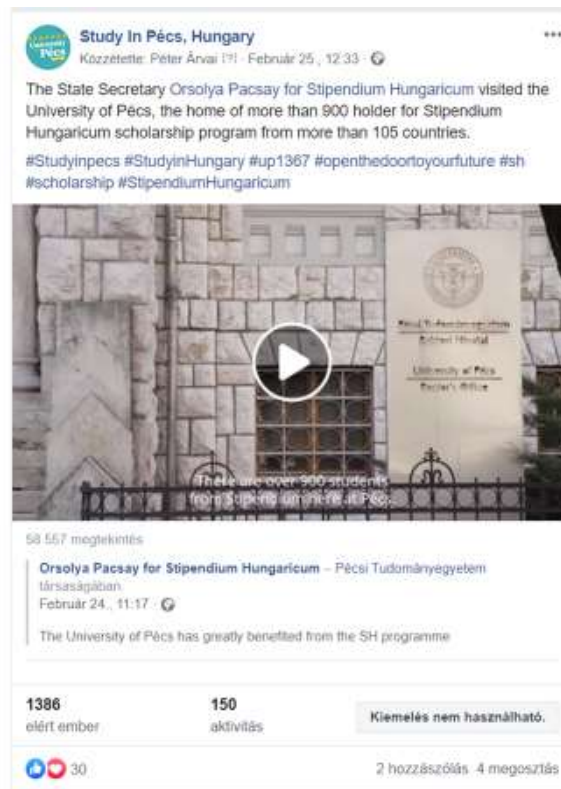 Study In Pécs, Hungary
Közzétette: Péter Árvai [?] · Február 25., 12:33 ·
The State Secretary Orsolya Pacsay for Stipendium Hungaricum visited the
University of Pécs, the home of more than 900 holder for Stipendium
Hungaricum scholarship program from more than 105 countries.
#Studyinpecs #StudyinHungary #up1367 #openthedoortoyourfuture #sh
#scholarship #StipendiumHungaricum
Pécsi Tudományegyetem
Rektori Hivatal
University of Pécs
Rector's Office
There are over 900 students
from Stipendium here at Pécs
58 557 megtekintés
Orsolya Pacsay for Stipendium Hungaricum – Pécsi Tudományegyetem
társaságában.
Február 24., 11:17 ·
The University of Pécs has greatly benefited from the SH programme
1386
elért ember
150
aktivitás
Kiemelés nem használható.
30
2 hozzászólás 4 megosztás